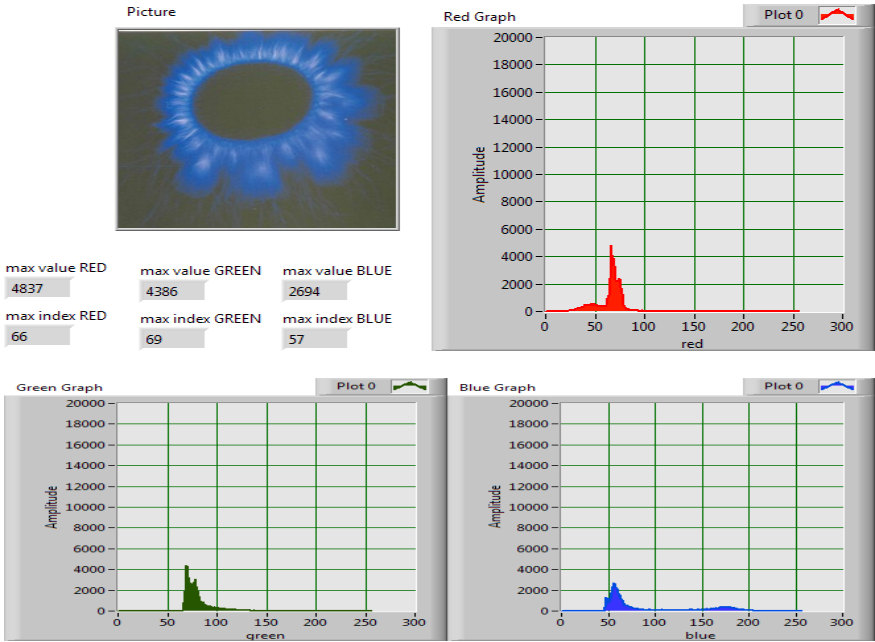 Picture
Red Graph
Plot 0
20000
18000
16000
14000
12000
10000
8000
6000
4000
2000
0
Amplitude
0 50 100 150 200 250 300
red
max value RED
4837
max value GREEN
4386
max value BLUE
2694
max index RED
66
max index GREEN
69
max index BLUE
57
Green Graph
Plot 0
20000
18000
16000
14000
12000
10000
8000
6000
4000
2000
0
Amplitude
0 50 100 150 200 250 300
green
Blue Graph
Plot 0
20000
18000
16000
14000
12000
10000
8000
6000
4000
2000
0
Amplitude
0 50 100 150 200 250 300
blue